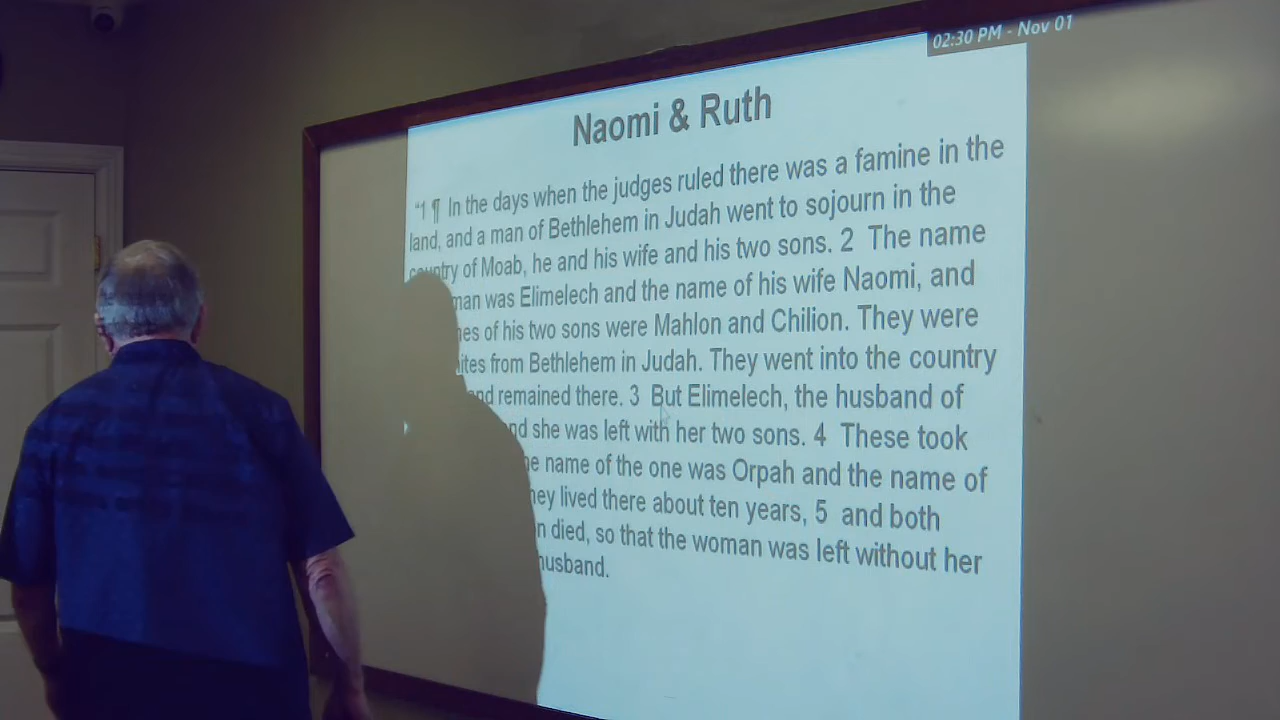 02:30 PM - Nov 01
Naomi & Ruth
“1 ¶ In the days when the judges ruled there was a famine in the
land, and a man of Bethlehem in Judah went to sojourn in the
country of Moab, he and his wife and his two sons. 2 The name
man was Elimelech and the name of his wife Naomi, and
of his two sons were Mahlon and Chilion. They were
from Bethlehem in Judah. They went into the country
remained there. 3 But Elimelech, the husband of
she was left with her two sons. 4 These took
name of the one was Orpah and the name of
lived there about ten years, 5 and both
died, so that the woman was left without her
husband.